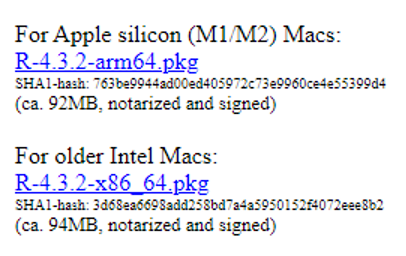 For Apple silicon (M1/M2) Macs:
R-4.3.2-arm64.pkg
SHA1-hash: 763be9944ad00ed405972c73e9960ce4e55399d4
(ca. 92MB, notarized and signed)
For older Intel Macs:
R-4.3.2-x86_64.pkg
SHA1-hash: 3d68ea6698add258bd7a4a5950152f4072eee8b2
(ca. 94MB, notarized and signed)